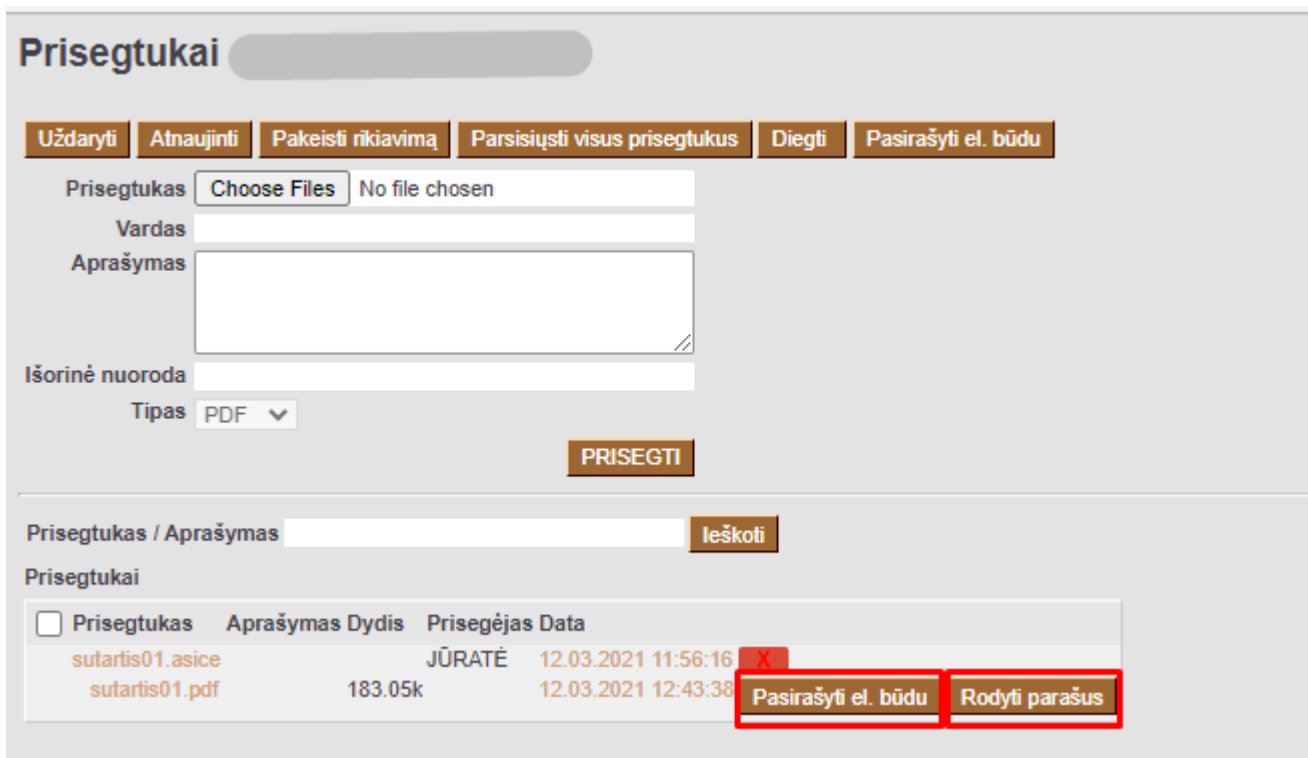 Prisegtukai
Uždaryti Atnaujinti Pakeisti rikiavimą Parsisiųsti visus prisegtukus Diegti Pasirašyti el. būdu
Prisegtukas Choose Files No file chosen
Vardas
Aprašymas
Išorinė nuoroda
Tipas PDF
PRISEGTI
Prisegtukas / Aprašymas Ieškoti
Prisegtukai
Prisegtukas Aprašymas Dydis Prisegėjas Data
sutartis01.asice JŪRATĖ 12.03.2021 11:56:16 X
sutartis01.pdf 183.05k 12.03.2021 12:43:38 Pasirašyti el. būdu Rodyti parašus